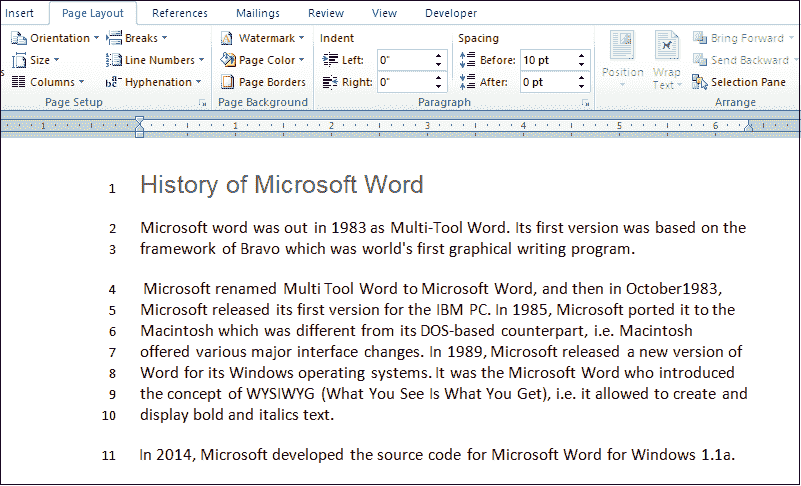 Insert Page Layout References Mailings Review View Developer
Orientation Breaks Watermark Indent Spacing Bring Forward
Size Line Numbers Page Color Left: 0" Before: 10 pt Position Wrap Text Send Backward
s Columns Hyphenation Page Borders Right: 0" After: 0 pt Selection Pane
Page Setup Page Background Paragraph Arrange
1 1 2 3 4 5 6
1 History of Microsoft Word
2 Microsoft word was out in 1983 as Multi-Tool Word. Its first version was based on the
3 framework of Bravo which was world's first graphical writing program.
4 Microsoft renamed Multi Tool Word to Microsoft Word, and then in October1983,
5 Microsoft released its first version for the IBM PC. In 1985, Microsoft ported it to the
6 Macintosh which was different from its DOS-based counterpart, i.e. Macintosh
7 offered various major interface changes. In 1989, Microsoft released a new version of
8 Word for its Windows operating systems. It was the Microsoft Word who introduced
9 the concept of WYSIWYG (What You See Is What You Get), i.e. it allowed to create and
10 display bold and italics text.
11 In 2014, Microsoft developed the source code for Microsoft Word for Windows 1.1a.